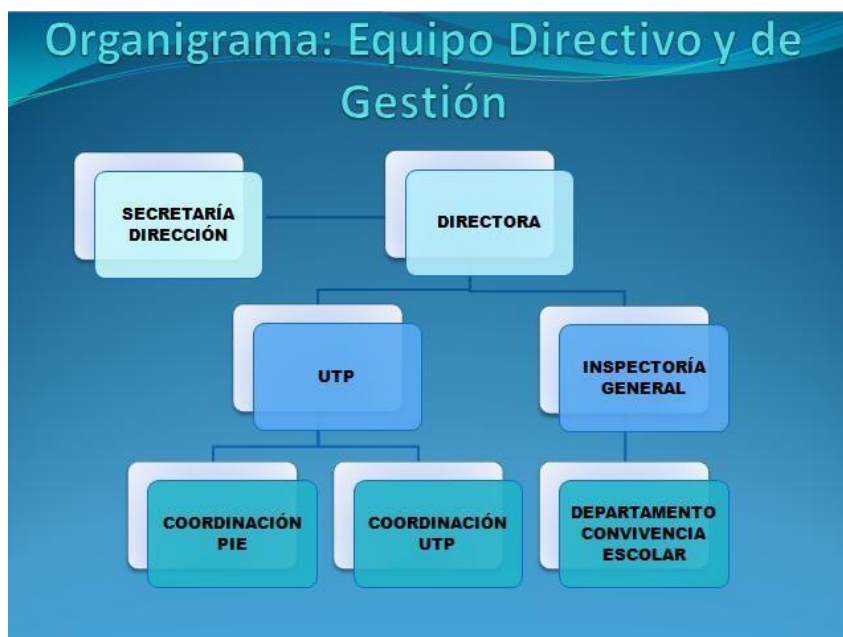 Organigrama: Equipo Directivo y de
Gestión
SECRETARÍA
DIRECCIÓN
DIRECTORA
UTP
INSPECTORÍA
GENERAL
COORDINACIÓN
PIE
COORDINACIÓN
UTP
DEPARTAMENTO
CONVIVENCIA
ESCOLAR